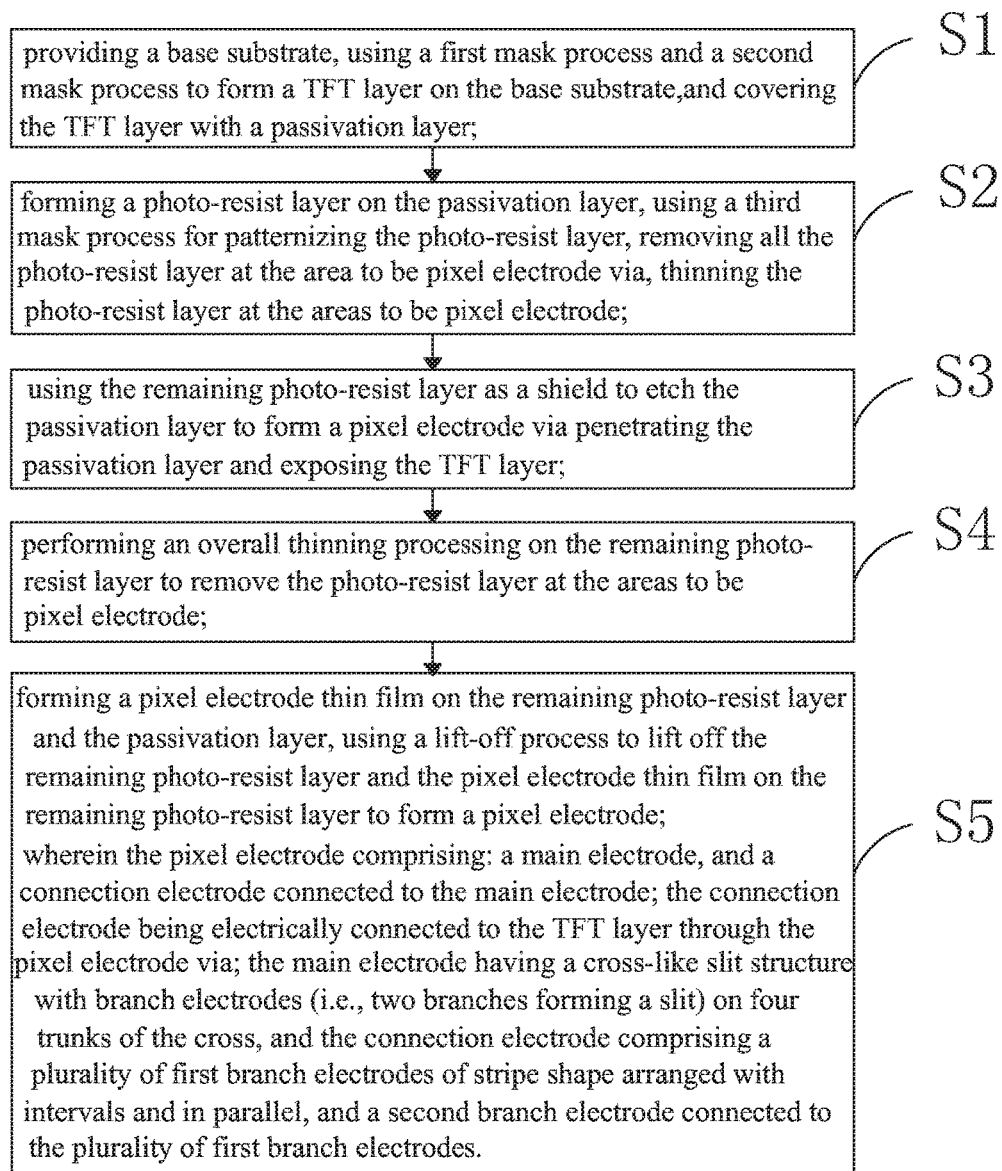 S1
providing a base substrate, using a first mask process and a second
mask process to form a TFT layer on the base substrate,and covering
the TFT layer with a passivation layer;
S2
forming a photo-resist layer on the passivation layer, using a third
mask process for patternizing the photo-resist layer, removing all the
photo-resist layer at the area to be pixel electrode via, thinning the
photo-resist layer at the areas to be pixel electrode;
S3
using the remaining photo-resist layer as a shield to etch the
passivation layer to form a pixel electrode via penetrating the
passivation layer and exposing the TFT layer;
S4
performing an overall thinning processing on the remaining photo-
resist layer to remove the photo-resist layer at the areas to be
pixel electrode;
S5
forming a pixel electrode thin film on the remaining photo-resist layer
and the passivation layer, using a lift-off process to lift off the
remaining photo-resist layer and the pixel electrode thin film on the
remaining photo-resist layer to form a pixel electrode;
wherein the pixel electrode comprising: a main electrode, and a
connection electrode connected to the main electrode; the connection
electrode being electrically connected to the TFT layer through the
pixel electrode via; the main electrode having a cross-like slit structure
with branch electrodes (i.e., two branches forming a slit) on four
trunks of the cross, and the connection electrode comprising a
plurality of first branch electrodes of stripe shape arranged with
intervals and in parallel, and a second branch electrode connected to
the plurality of first branch electrodes.